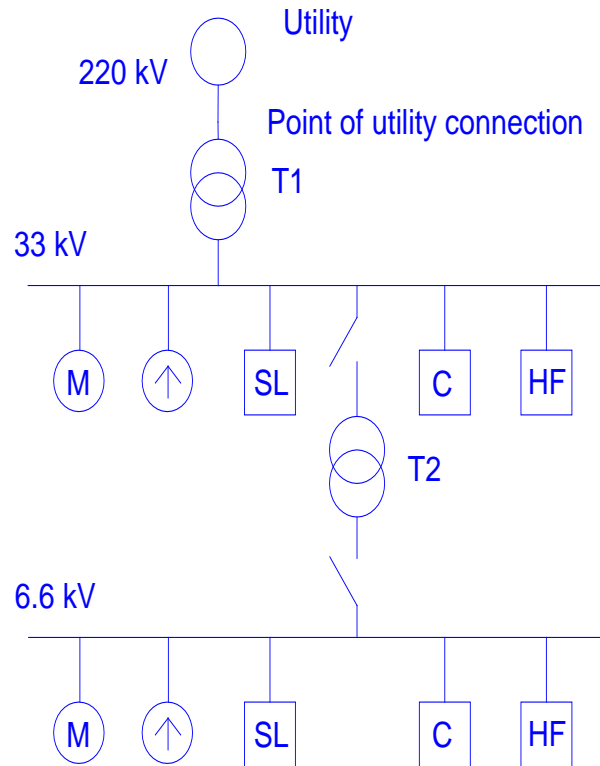 Utility
220 kV
Point of utility connection
T1
33 kV
M
SL
C
HF
T2
6.6 kV
M
SL
C
HF